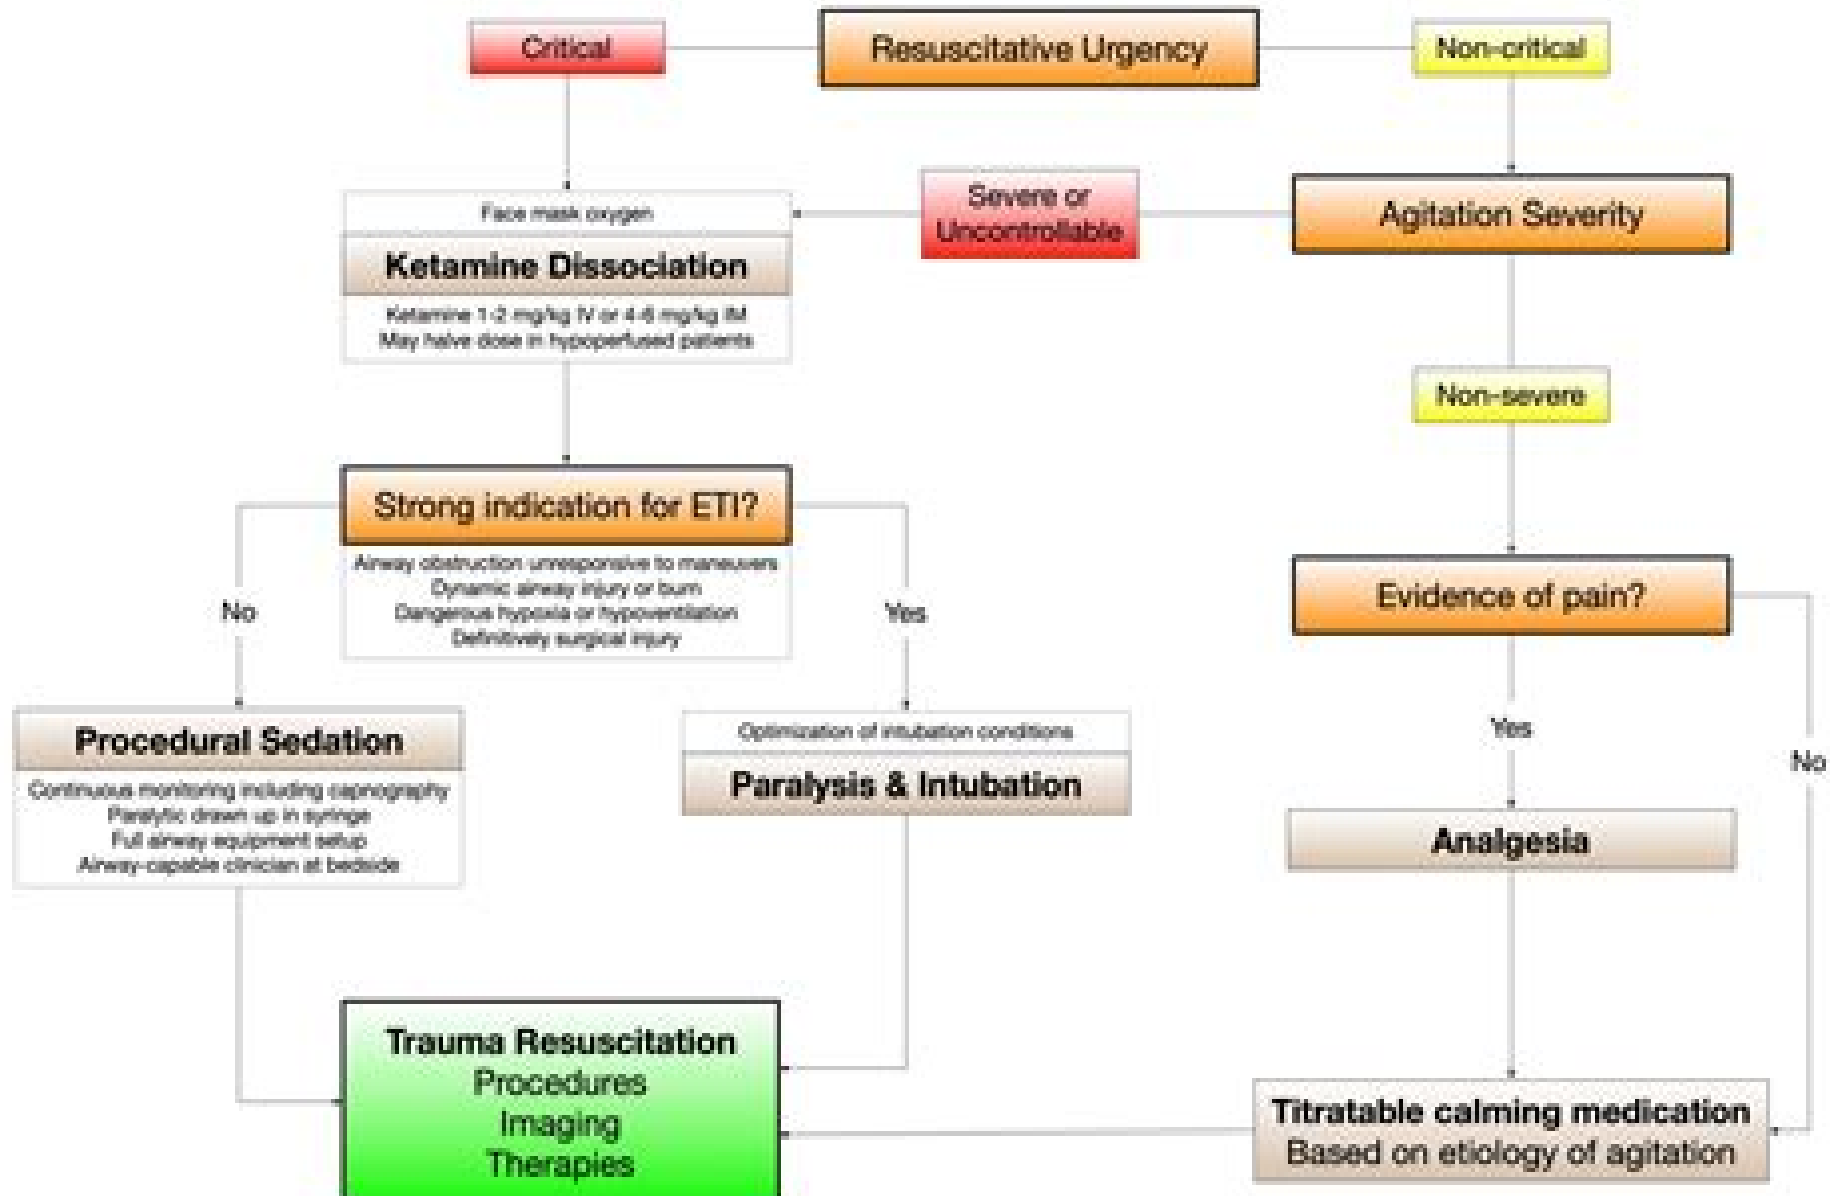 Critical
Resuscitative Urgency
Non-critical
Severe or
Uncontrollable
Agitation Severity
Face mask oxygen
Ketamine Dissociation
Ketamine 1-2 mg/kg IV or 4-6 mg/kg IM
May halve dose in hypoperfused patients
Non-severe
Strong indication for ETI?
Airway obstruction unresponsive to maneuvers
Dynamic airway injury or burn
Dangerous hypoxia or hypoventilation
Definitively surgical injury
No
Yes
Evidence of pain?
Yes
No
Procedural Sedation
Continuous monitoring including capnography
Paralytic drawn up in syringe
Full airway equipment setup
Airway-capable clinician at bedside
Optimization of intubation conditions
Paralysis & Intubation
Analgesia
Trauma Resuscitation
Procedures
Imaging
Therapies
Titratable calming medication
Based on etiology of agitation